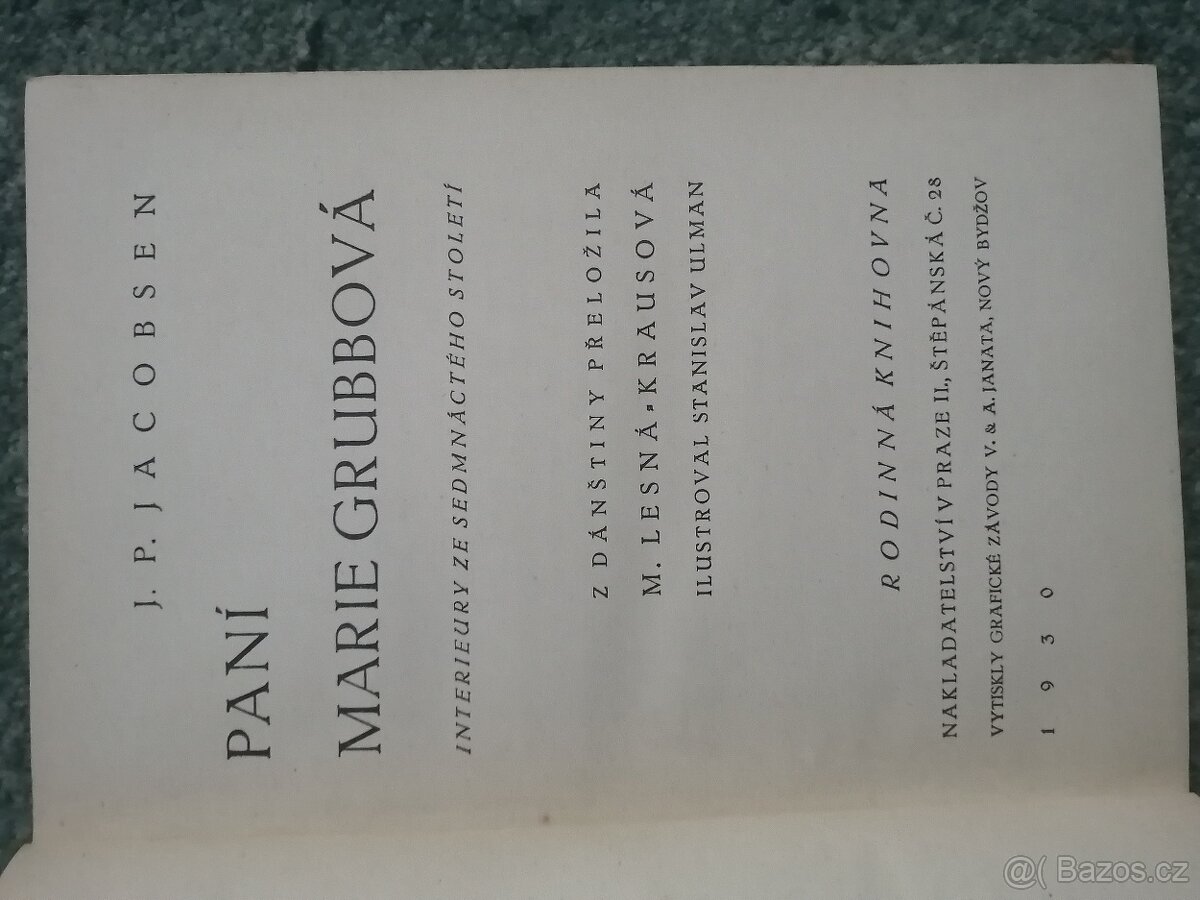 J. P. JACOBSEN
PANÍ
MARIE GRUBBOVÁ
INTERIEURY ZE SEDMNÁCTÉHO STOLETÍ
Z DÁNŠTINY PŘELOŽILA
M. LESNÁ-KRAUSOVÁ
ILUSTROVAL STANISLAV ULMAN
RODINNÁ KNIHOVNA
NAKLADATELSTVÍ V PRAZE II., ŠTĚPÁNSKÁ Č. 28
VYTISKLY GRAFICKÉ ZÁVODY V. & A. JANATA, NOVÝ BYDŽOV
1930
@( Bazos.cz